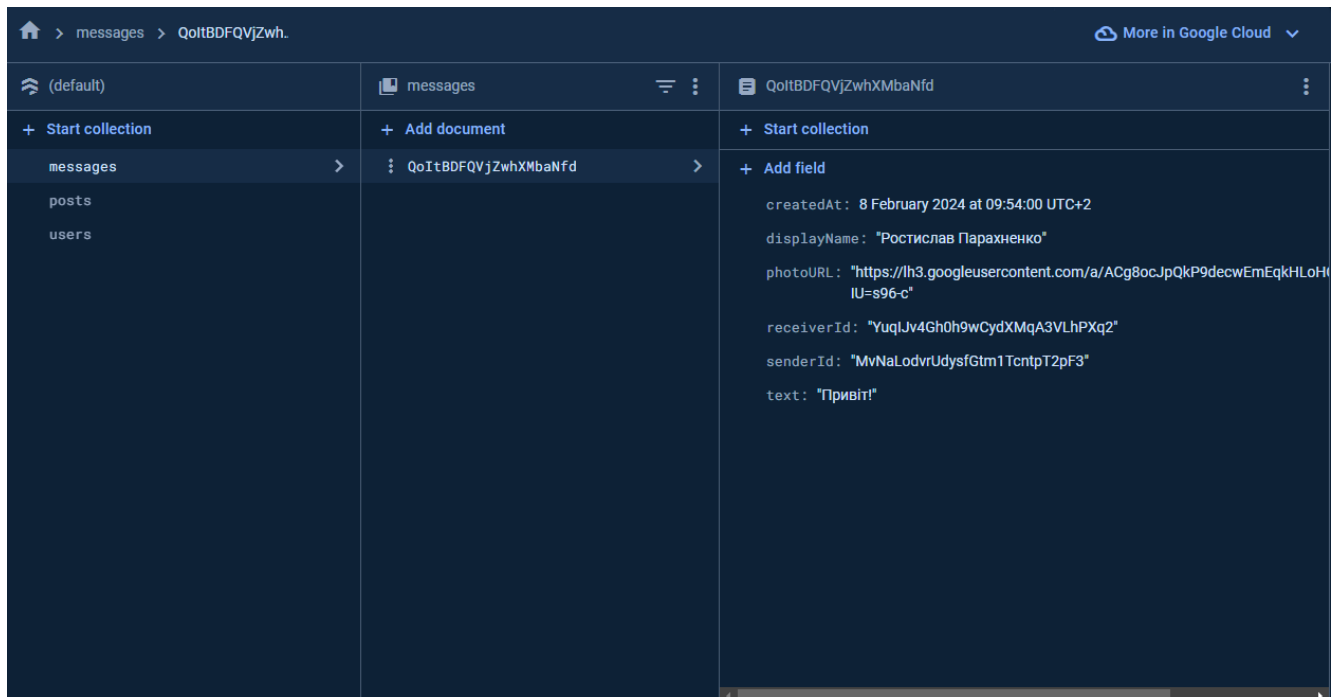 messages > QoItBDFQVjZwh..
More in Google Cloud
(default)
+ Start collection
messages
posts
users
messages
+ Add document
QoItBDFQVjZwhXMbaNfd
QoItBDFQVjZwhXMbaNfd
+ Start collection
+ Add field
createdAt: 8 February 2024 at 09:54:00 UTC+2
displayName: "Ростислав Парахненко"
photoURL: "https://lh3.googleusercontent.com/a/ACg8ocJpQkP9decwEmEqkHLoH
IU=s96-c"
receiverId: "YuqIJv4Gh0h9wCydXMqA3VLhPXq2"
senderId: "MvNaLodvrUdysfGtm1TcntpT2pF3"
text: "Привіт!"